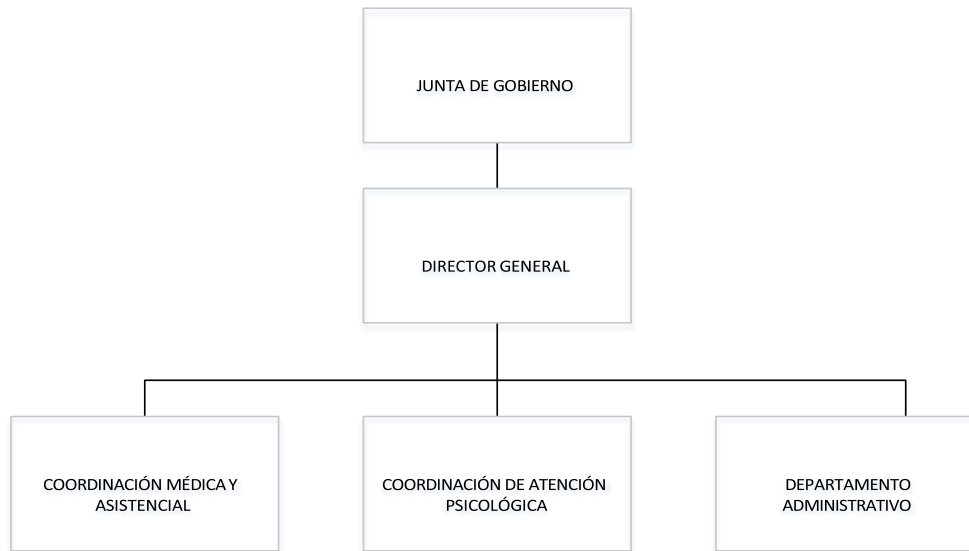 JUNTA DE GOBIERNO
DIRECTOR GENERAL
COORDINACIÓN MÉDICA Y
ASISTENCIAL
COORDINACIÓN DE ATENCIÓN
PSICOLÓGICA
DEPARTAMENTO
ADMINISTRATIVO